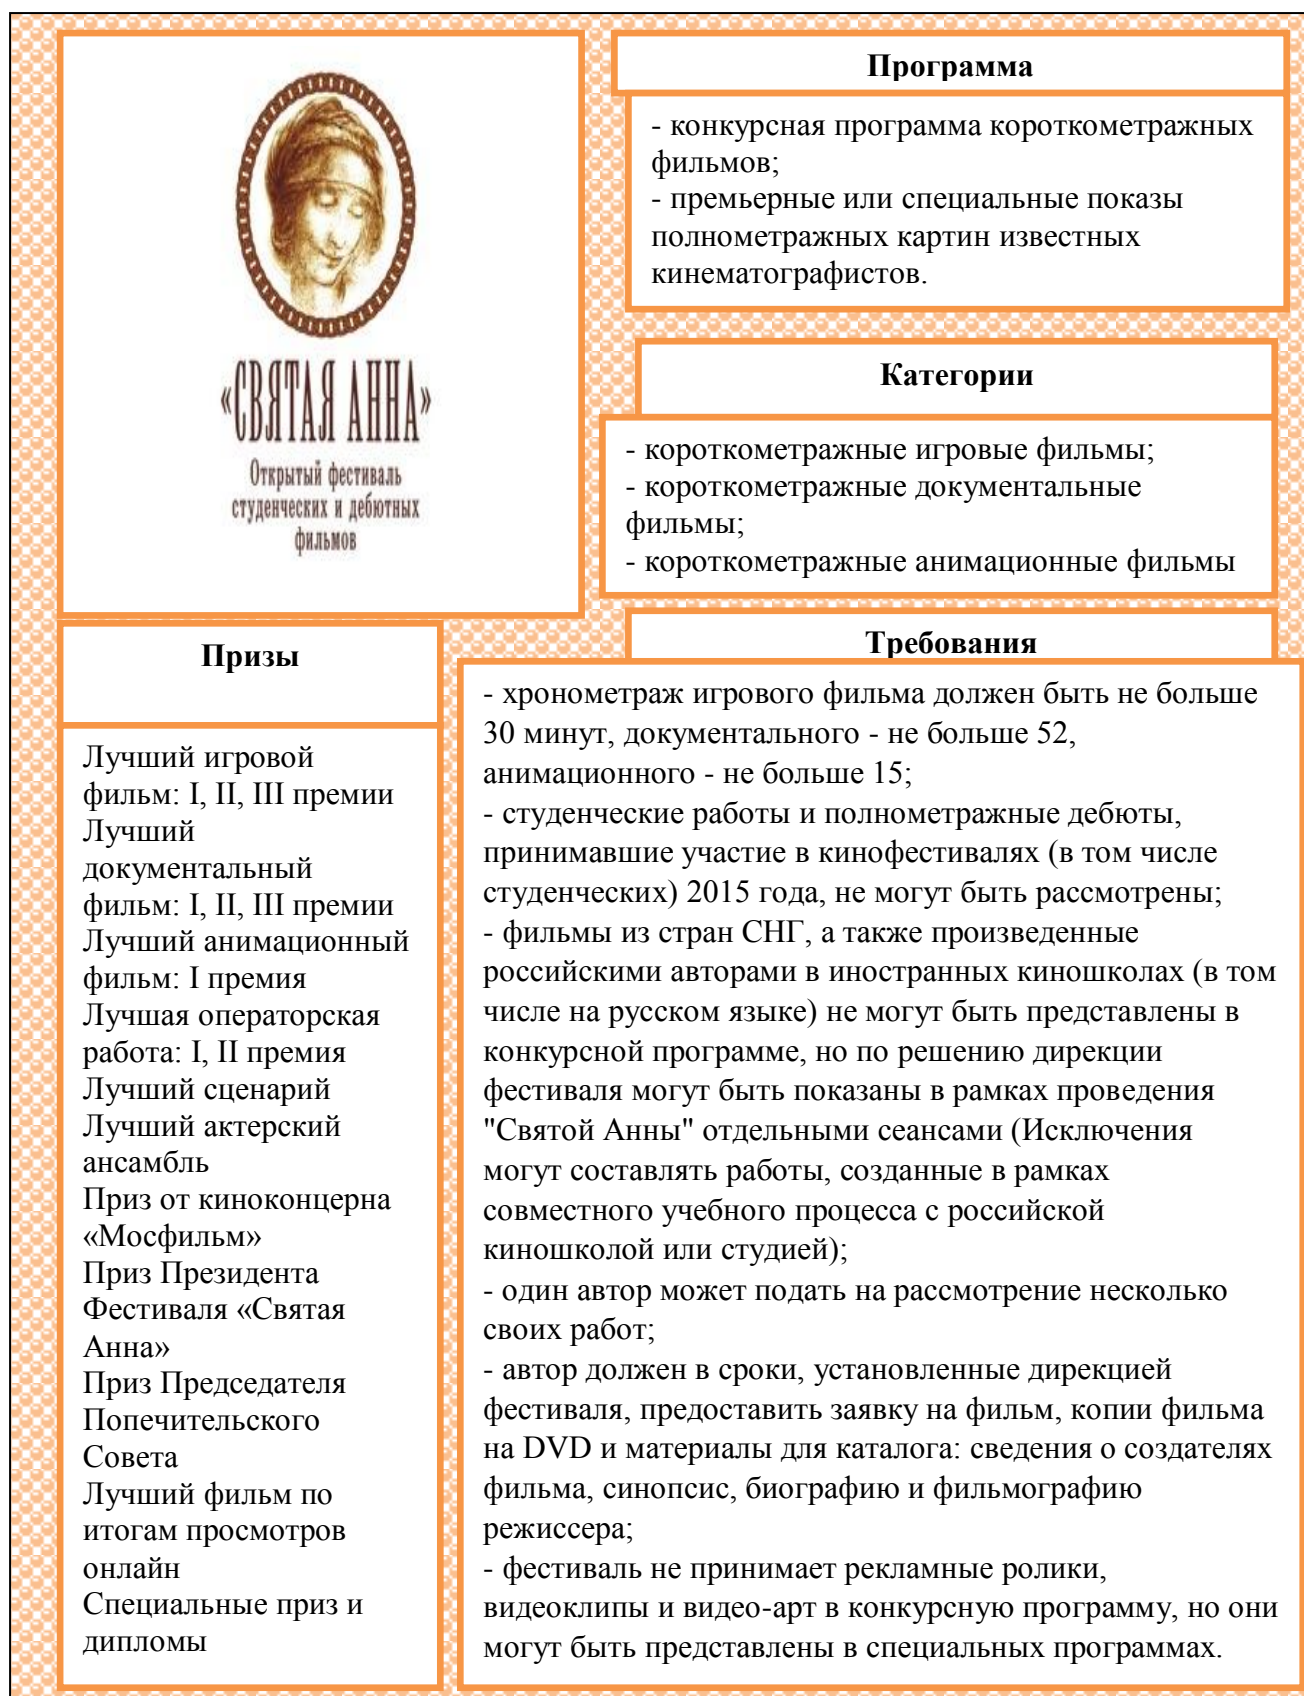 «СВЯТАЯ АННА»
Открытый фестиваль
студенческих и дебютных
фильмов
Программа
- конкурсная программа короткометражных
фильмов;
- премьерные или специальные показы
полнометражных картин известных
кинематографистов.
Категории
- короткометражные игровые фильмы;
- короткометражные документальные
фильмы;
- короткометражные анимационные фильмы
Призы
Лучший игровой
фильм: I, II, III премии
Лучший
документальный
фильм: I, II, III премии
Лучший анимационный
фильм: I премия
Лучшая операторская
работа: I, II премия
Лучший сценарий
Лучший актерский
ансамбль
Приз от киноконцерна
«Мосфильм»
Приз Президента
Фестиваля «Святая
Анна»
Приз Председателя
Попечительского
Совета
Лучший фильм по
итогам просмотров
онлайн
Специальные приз и
дипломы
Требования
- хронометраж игрового фильма должен быть не больше
30 минут, документального - не больше 52,
анимационного - не больше 15;
- студенческие работы и полнометражные дебюты,
принимавшие участие в кинофестивалях (в том числе
студенческих) 2015 года, не могут быть рассмотрены;
- фильмы из стран СНГ, а также произведенные
российскими авторами в иностранных киношколах (в том
числе на русском языке) не могут быть представлены в
конкурсной программе, но по решению дирекции
фестиваля могут быть показаны в рамках проведения
"Святой Анны" отдельными сеансами (Исключения
могут составлять работы, созданные в рамках
совместного учебного процесса с российской
киношколой или студией);
- один автор может подать на рассмотрение несколько
своих работ;
- автор должен в сроки, установленные дирекцией
фестиваля, предоставить заявку на фильм, копии фильма
на DVD и материалы для каталога: сведения о создателях
фильма, синопсис, биографию и фильмографию
режиссера;
- фестиваль не принимает рекламные ролики,
видеоклипы и видео-арт в конкурсную программу, но они
могут быть представлены в специальных программах.